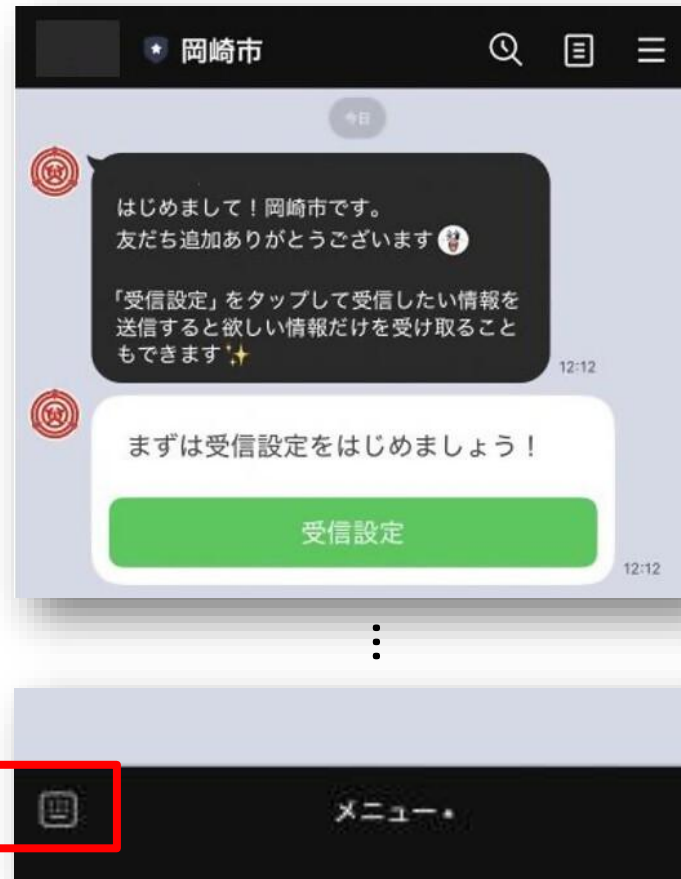 岡崎市
今日
はじめまして！岡崎市です。
友だち追加ありがとうございます
「受信設定」をタップして受信したい情報を
送信すると欲しい情報だけを受け取ること
もできます✨
12:12
まずは受信設定をはじめましょう！
受信設定
12:12
⋮
メニュー▪